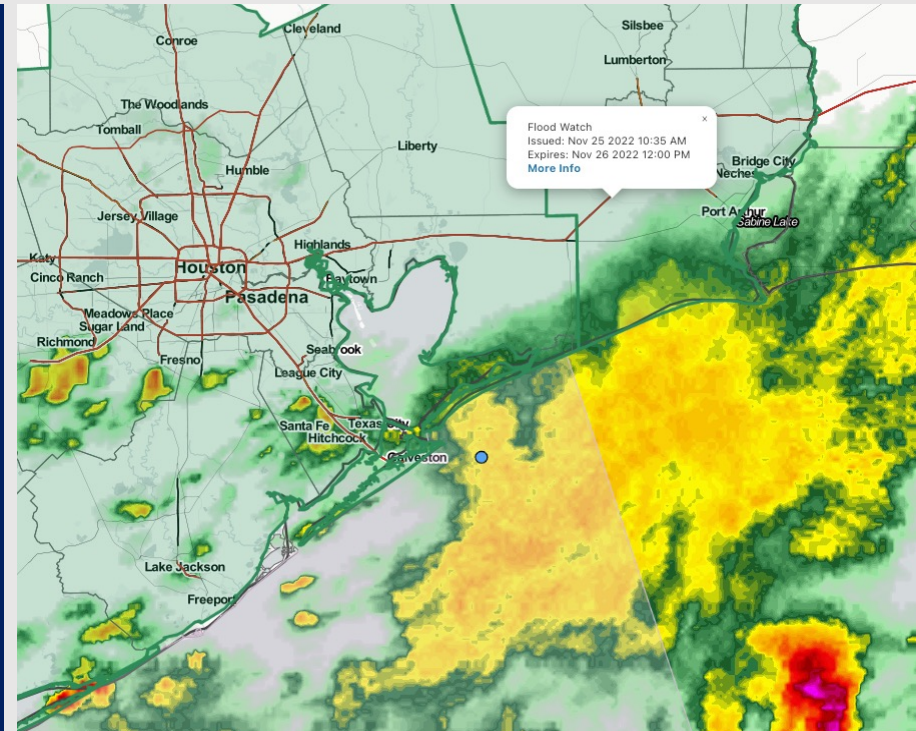 Cleveland
Silsbee
Conroe
Lumberton
The Woodlands
Tomball
Flood Watch
Issued: Nov 25 2022 10:35 AM
Expires: Nov 26 2022 12:00 PM
More Info
×
Liberty
Humble
Bridge City
Neches
Jersey Village
Port Arthur
Sabine Lake
Highlands
Katy
Houston
Cinco Ranch
Baytown
Pasadena
Meadows Place
Sugar Land
Richmond
Seabrook
Fresno
League City
Santa Fe
Texas City
Hitchcock
Galveston
Lake Jackson
Freeport